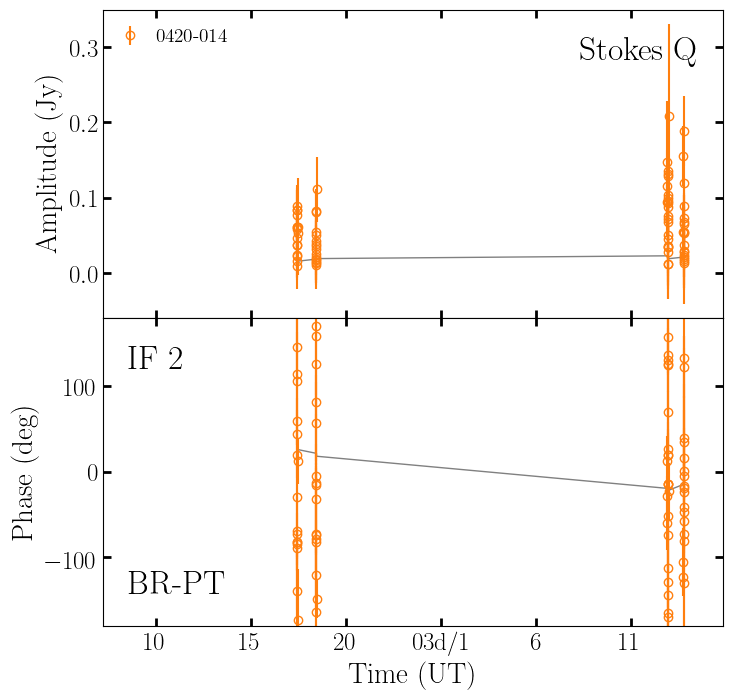 0420-014
Stokes Q
0.3
0.2
0.1
0.0
Amplitude (Jy)
IF 2
100
0
−100
Phase (deg)
BR-PT
10 15 20 03d/1 6 11
Time (UT)